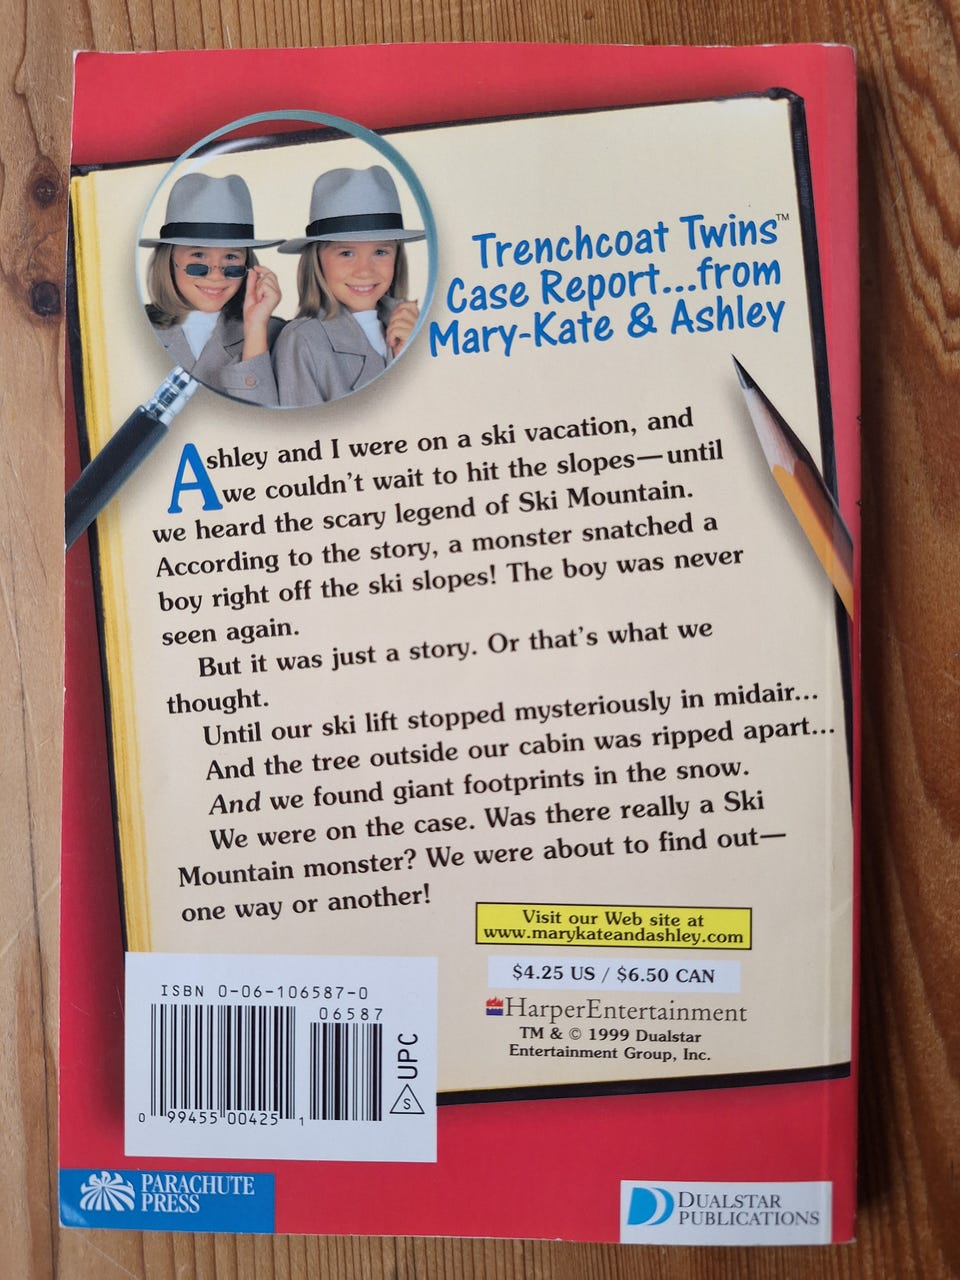 Trenchcoat Twins™
Case Report...from
Mary-Kate & Ashley
Ashley and I were on a ski vacation, and
we couldn't wait to hit the slopes—until
we heard the scary legend of Ski Mountain.
According to the story, a monster snatched a
boy right off the ski slopes! The boy was never
seen again.
But it was just a story. Or that's what we
thought.
Until our ski lift stopped mysteriously in midair...
And the tree outside our cabin was ripped apart...
And we found giant footprints in the snow.
We were on the case. Was there really a Ski
Mountain monster? We were about to find out—
one way or another!
Visit our Web site at
www.marykateandashley.com
$4.25 US / $6.50 CAN
HarperEntertainment
TM & © 1999 Dualstar
Entertainment Group, Inc.
ISBN 0-06-106587-0
06587
0 99455 00425 1
S UPC
PARACHUTE
PRESS
DUALSTAR
PUBLICATIONS